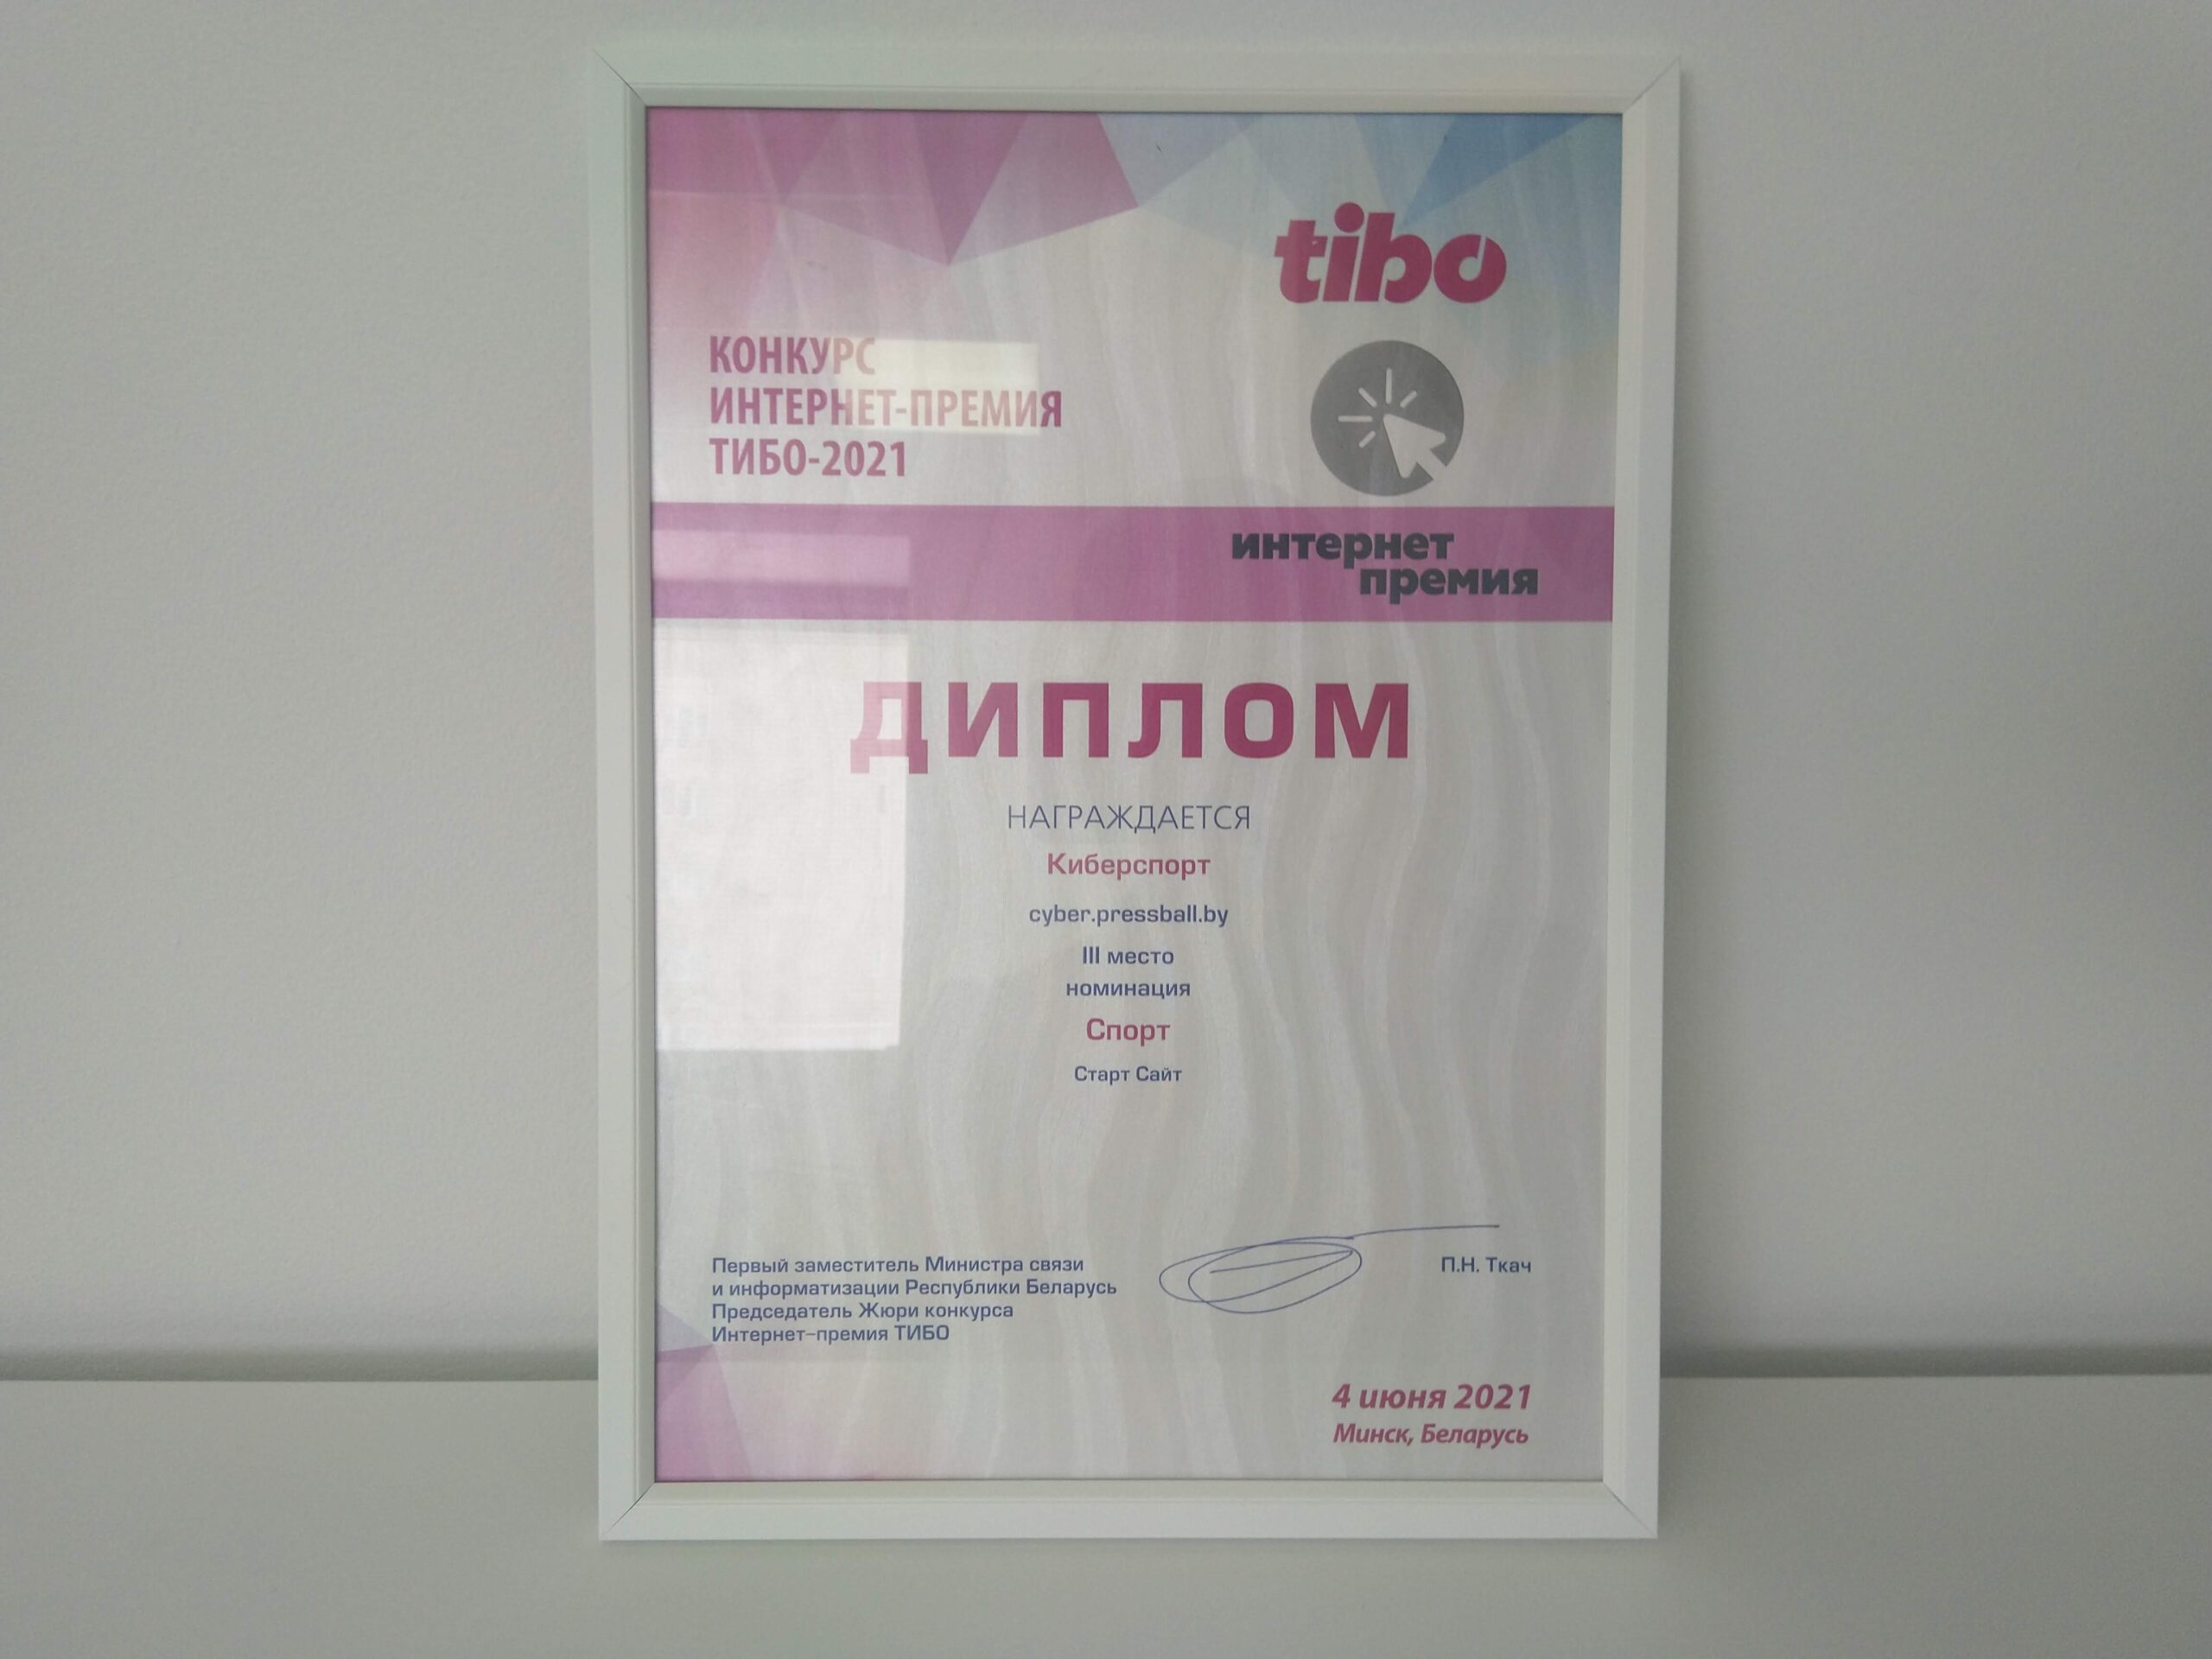 tibo
КОНКУРС
ИНТЕРНЕТ-ПРЕМИЯ
ТИБО-2021
интернет
премия
ДИПЛОМ
НАГРАЖДАЕТСЯ
Киберспорт
cyber.pressball.by
III место
номинация
Спорт
Старт Сайт
Первый заместитель Министра связи
и информатизации Республики Беларусь
Председатель Жюри конкурса
Интернет-премия ТИБО
П.Н. Ткач
4 июня 2021
Минск, Беларусь